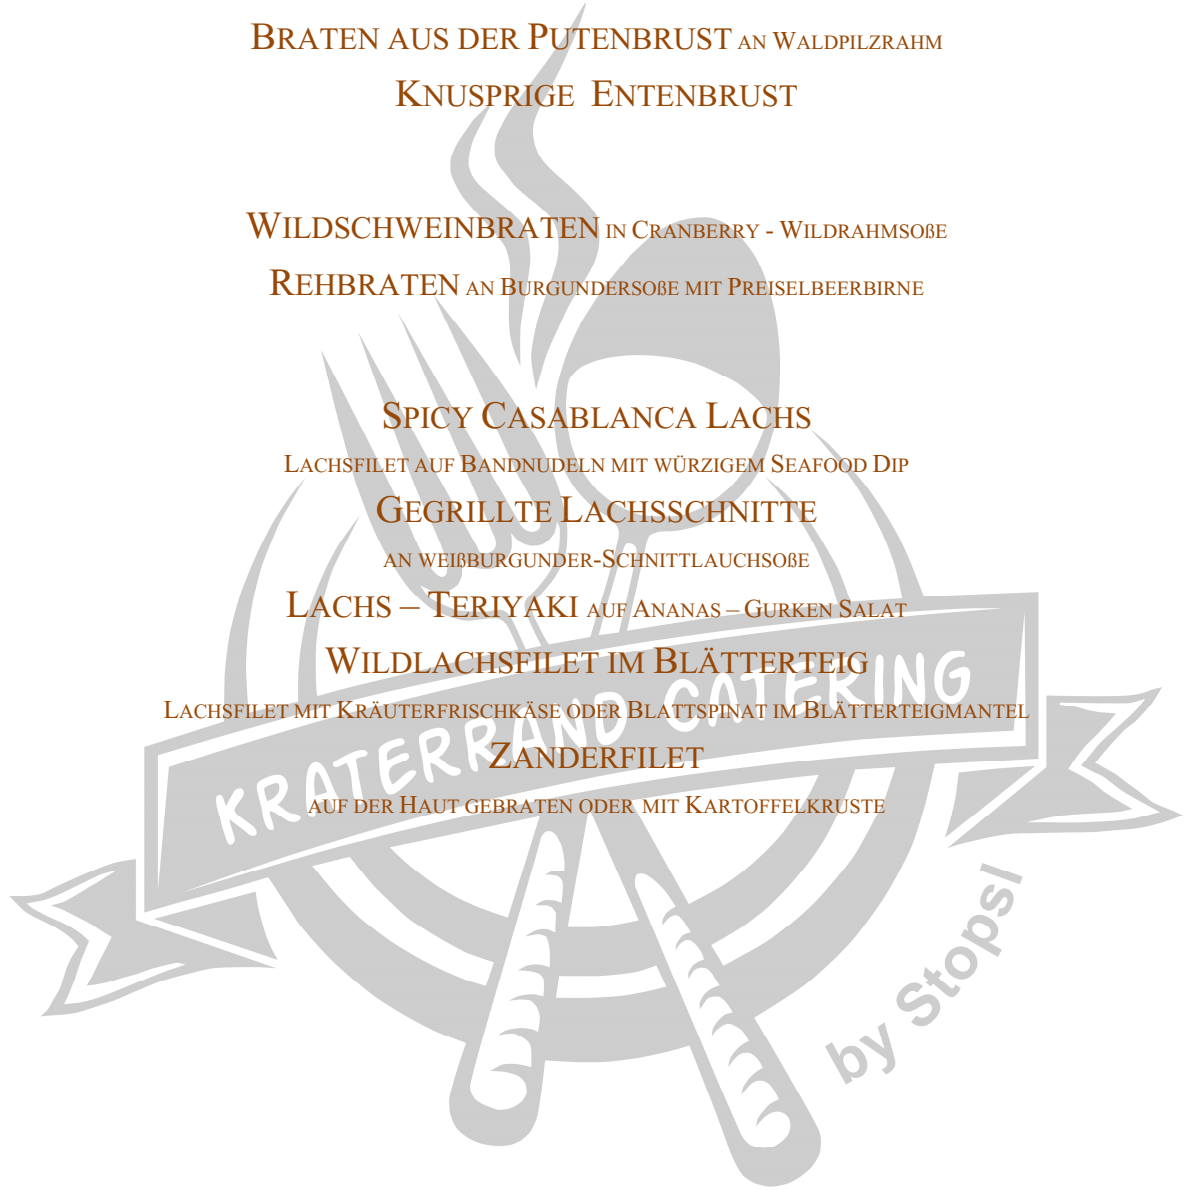 BRATEN AUS DER PUTENBRUST AN WALDPILZRAHM
KNUSPRIGE ENTENBRUST
WILDSCHWEINBRATEN IN CRANBERRY - WILDRAHMSOßE
REHBRATEN AN BURGUNDERSOßE MIT PREISELBEERBIRNE
SPICY CASABLANCA LACHS
LACHSFILET AUF BANDNUDELN MIT WÜRZIGEM SEAFOOD DIP
GEGRILLTE LACHSSCHNITTE
AN WEIßBURGUNDER-SCHNITTLAUCHSOßE
LACHS – TERIYAKI AUF ANANAS – GURKEN SALAT
WILDLACHSFILET IM BLÄTTERTEIG
LACHSFILET MIT KRÄUTERFRISCHKÄSE ODER BLATTSPINAT IM BLÄTTERTEIGMANTEL
ZANDERFILET
AUF DER HAUT GEBRATEN ODER MIT KARTOFFELKRUSTE
KRATERRAND CATERING
by Stopsl